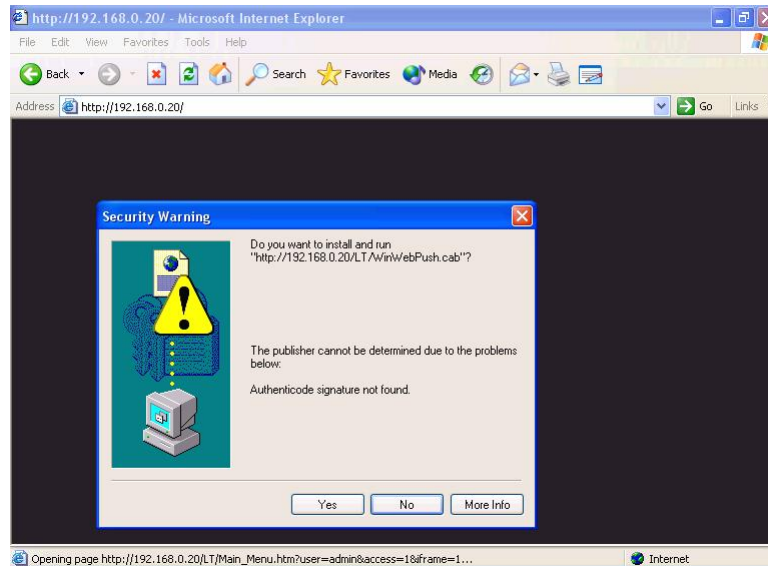 http://192.168.0.20/ - Microsoft Internet Explorer
File Edit View Favorites Tools Help
Back Search Favorites Media
Address http://192.168.0.20/ Go Links
Security Warning
Do you want to install and run
"http://192.168.0.20/LT/WinWebPush.cab"?
The publisher cannot be determined due to the problems
below:
Authenticode signature not found.
Yes No More Info
Opening page http://192.168.0.20/LT/Main_Menu.htm?user=admin&access=1&iframe=1... Internet